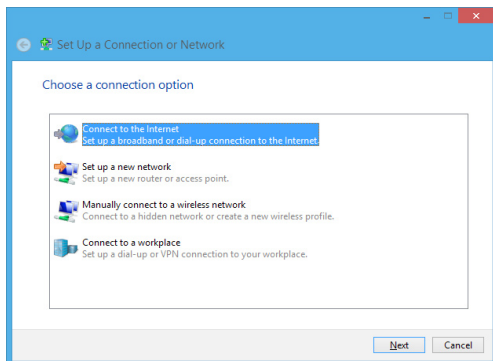 Set Up a Connection or Network
Choose a connection option
Connect to the Internet
Set up a broadband or dial-up connection to the Internet.
Set up a new network
Set up a new router or access point.
Manually connect to a wireless network
Connect to a hidden network or create a new wireless profile.
Connect to a workplace
Set up a dial-up or VPN connection to your workplace.
Next Cancel